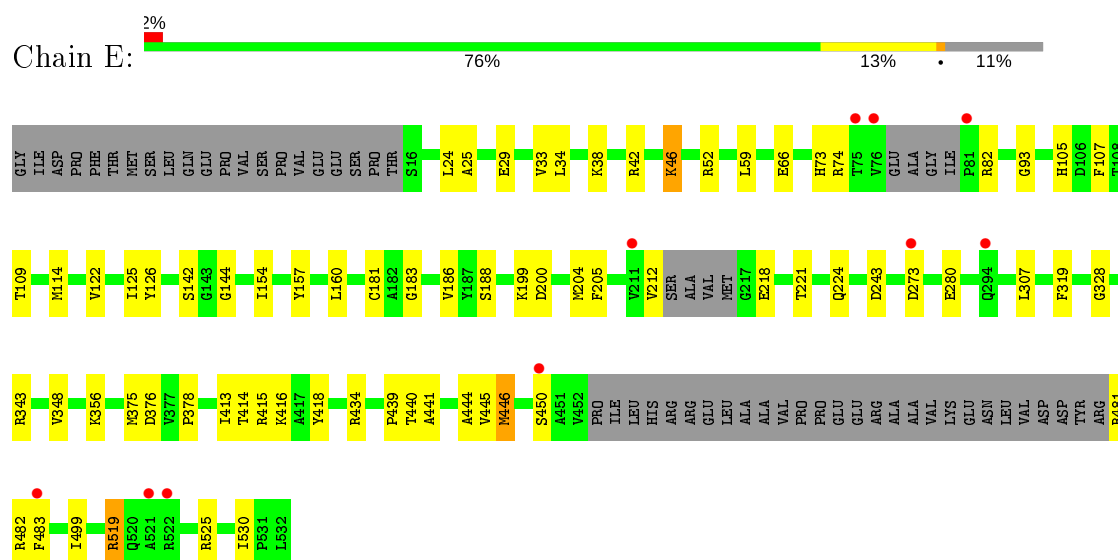 2%
Chain E:
76% 13% • 11%
GLY ILE ASP PRO PHE THR MET SER LEU GLN GLU PRO VAL SER PRO VAL GLU GLU SER PRO THR S16 L24 A25 E29 V33 L34 K38 R42 K46 R52 L59 E66 H73 R74 T75 V76 GLU ALA GLY ILE P81 R82 G93 H105 D106 F107 T108
T109 M114 V122 I125 Y126 S142 G143 G144 I154 Y157 L160 C181 A182 G183 V186 Y187 S188 K199 D200 M204 F205 V211 V212 SER ALA VAL MET G217 E218 T221 Q224 D243 D273 E280 Q294 L307 F319 G328
R343 V348 K356 M375 D376 V377 P378 I413 T414 R415 K416 A417 Y418 R434 P439 T440 A441 A444 V445 M446 S450 A451 V452 PRO ILE LEU HIS ARG ARG GLU LEU ALA ALA VAL PRO PRO GLU GLU ARG ALA ALA VAL LYS GLU ASN LEU VAL ASP ASP TYR ARG R481
R482 F483 I499 R519 Q520 A521 R522 R525 I530 P531 L532